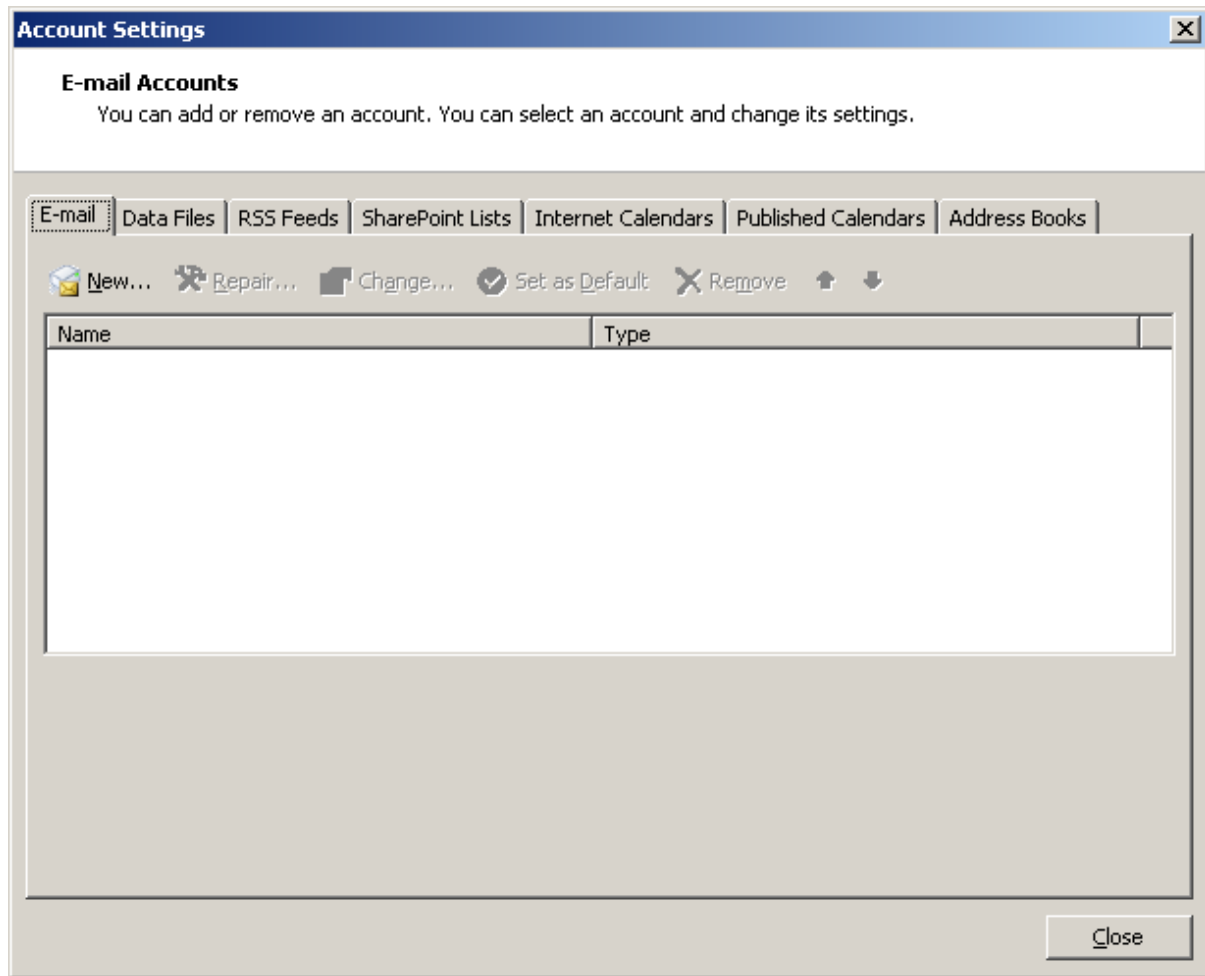 Account Settings
E-mail Accounts
You can add or remove an account. You can select an account and change its settings.
E-mail Data Files RSS Feeds SharePoint Lists Internet Calendars Published Calendars Address Books
New... Repair... Change... Set as Default Remove
Name Type
Close